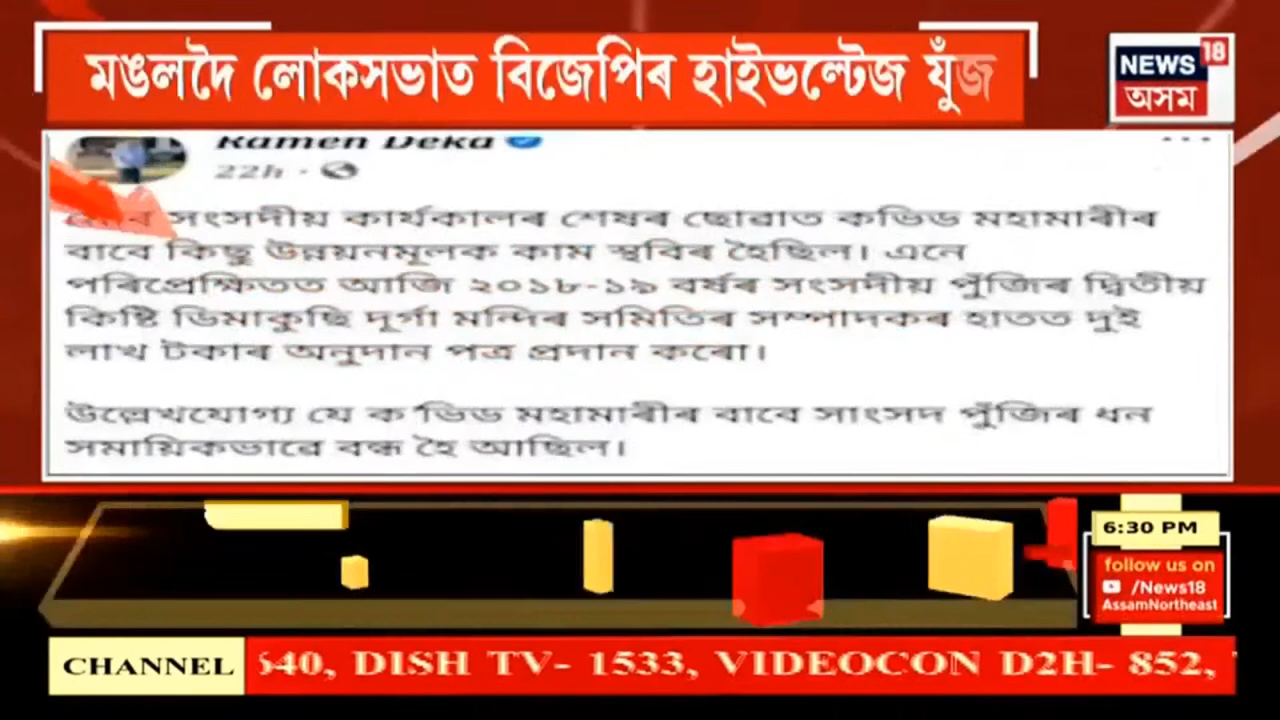 মঙলদৈ লোকসভাত বিজেপিৰ হাইভল্টেজ যুঁজ
NEWS 18
অসম
Ramen Deka
22h ·
সংসদীয় কাৰ্যকালৰ শেষৰ ছোৱাত কভিড মহামাৰীৰ
বাবে কিছু উন্নয়নমূলক কাম স্থবিৰ হৈছিল। এনে
পৰিপ্ৰেক্ষিতত আজি ২০১৮-১৯ বৰ্ষৰ সংসদীয় পুঁজিৰ দ্বিতীয়
কিষ্টি ডিমাকুছি দূৰ্গা মন্দিৰ সমিতিৰ সম্পাদকৰ হাতত দুই
লাখ টকাৰ অনুদান পত্ৰ প্ৰদান কৰো।
উল্লেখযোগ্য যে ক'ভিড মহামাৰীৰ বাবে সাংসদ পুঁজিৰ ধন
সমায়িকভাৱে বন্ধ হৈ আছিল।
6:30 PM
follow us on
/News18
AssamNortheast
CHANNEL 540, DISH TV- 1533, VIDEOCON D2H- 852,